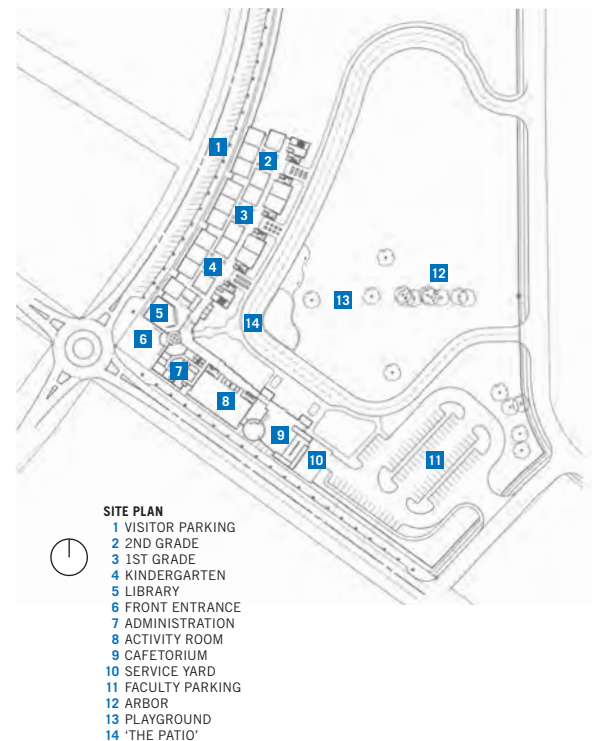 1
2
3
4
5
6
7
8
9
10
11
12
13
14
SITE PLAN
1 VISITOR PARKING
2 2ND GRADE
3 1ST GRADE
4 KINDERGARTEN
5 LIBRARY
6 FRONT ENTRANCE
7 ADMINISTRATION
8 ACTIVITY ROOM
9 CAFETORIUM
10 SERVICE YARD
11 FACULTY PARKING
12 ARBOR
13 PLAYGROUND
14 ‘THE PATIO’